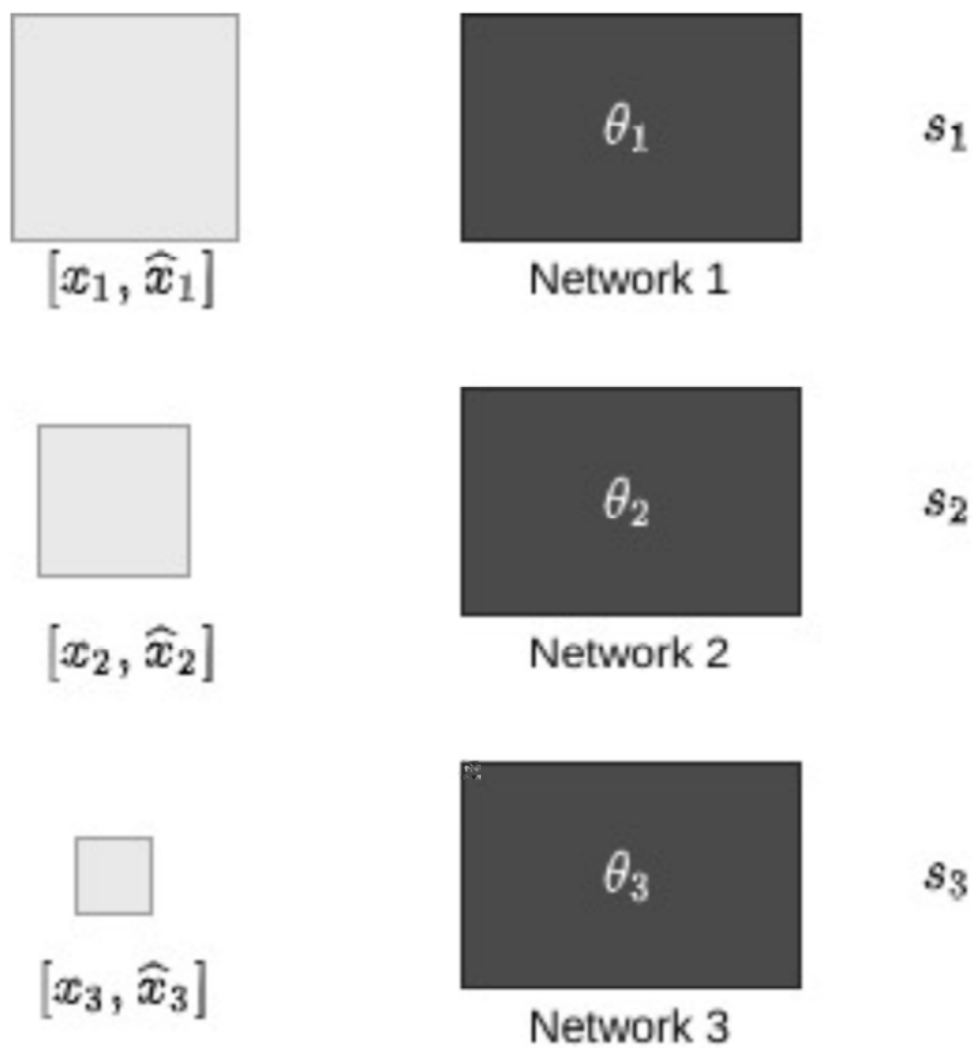 θ₁
s₁
[x₁, x̂₁]
Network 1
θ₂
s₂
[x₂, x̂₂]
Network 2
θ₃
s₃
[x₃, x̂₃]
Network 3